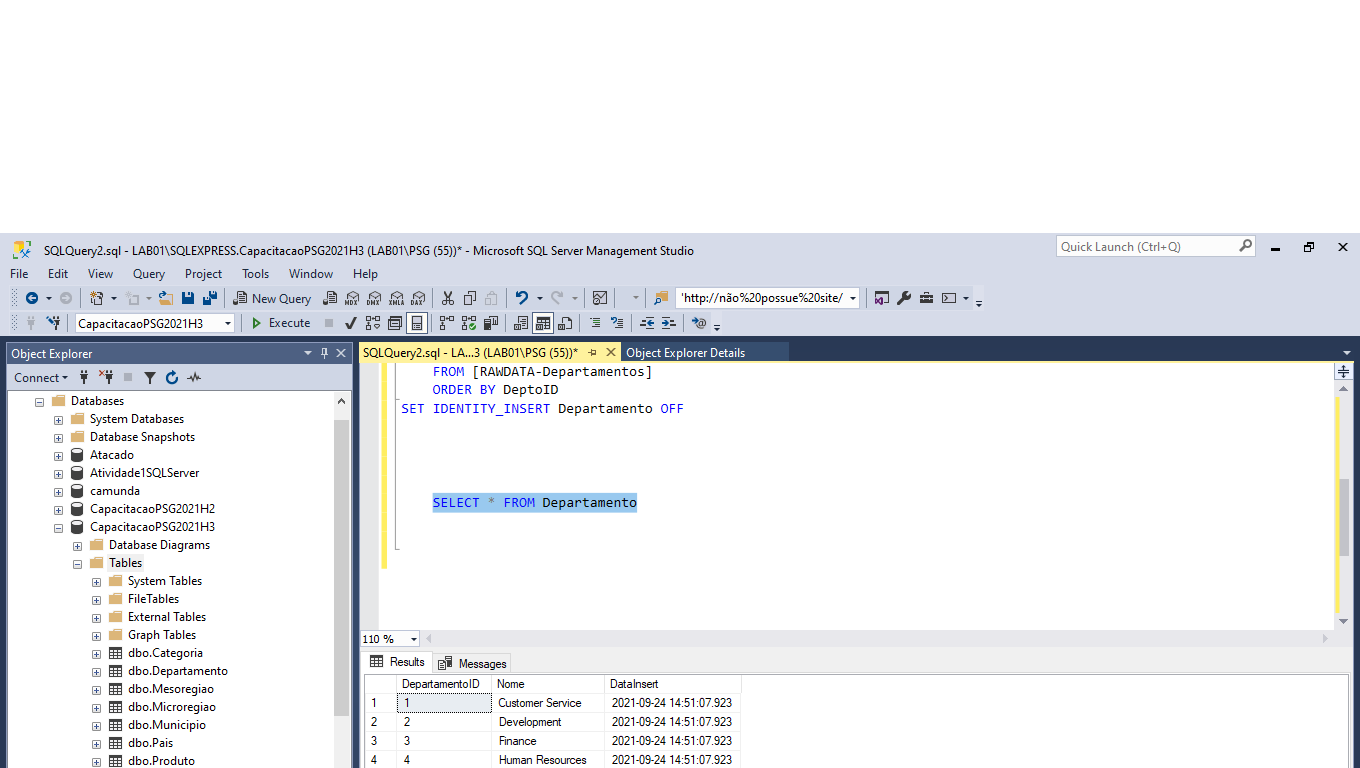 SQLQuery2.sql - LAB01\SQLEXPRESS.CapacitacaoPSG2021H3 (LAB01\PSG (55))* - Microsoft SQL Server Management Studio
Quick Launch (Ctrl+Q)
File Edit View Query Project Tools Window Help
New Query MDX DMX XMLA DAX 'http://não%20possue%20site/
CapacitacaoPSG2021H3 Execute
Object Explorer
SQLQuery2.sql - LA...3 (LAB01\PSG (55))* Object Explorer Details
Connect
Databases
System Databases
Database Snapshots
Atacado
Atividade1SQLServer
camunda
CapacitacaoPSG2021H2
CapacitacaoPSG2021H3
Database Diagrams
Tables
System Tables
FileTables
External Tables
Graph Tables
dbo.Categoria
dbo.Departamento
dbo.Mesoregiao
dbo.Microregiao
dbo.Municipio
dbo.Pais
dbo.Produto
FROM [RAWDATA-Departamentos]
ORDER BY DeptoID
SET IDENTITY_INSERT Departamento OFF
SELECT * FROM Departamento
110 %
Results Messages
DepartamentoID Nome DataInsert
1 1 Customer Service 2021-09-24 14:51:07.923
2 2 Development 2021-09-24 14:51:07.923
3 3 Finance 2021-09-24 14:51:07.923
4 4 Human Resources 2021-09-24 14:51:07.923